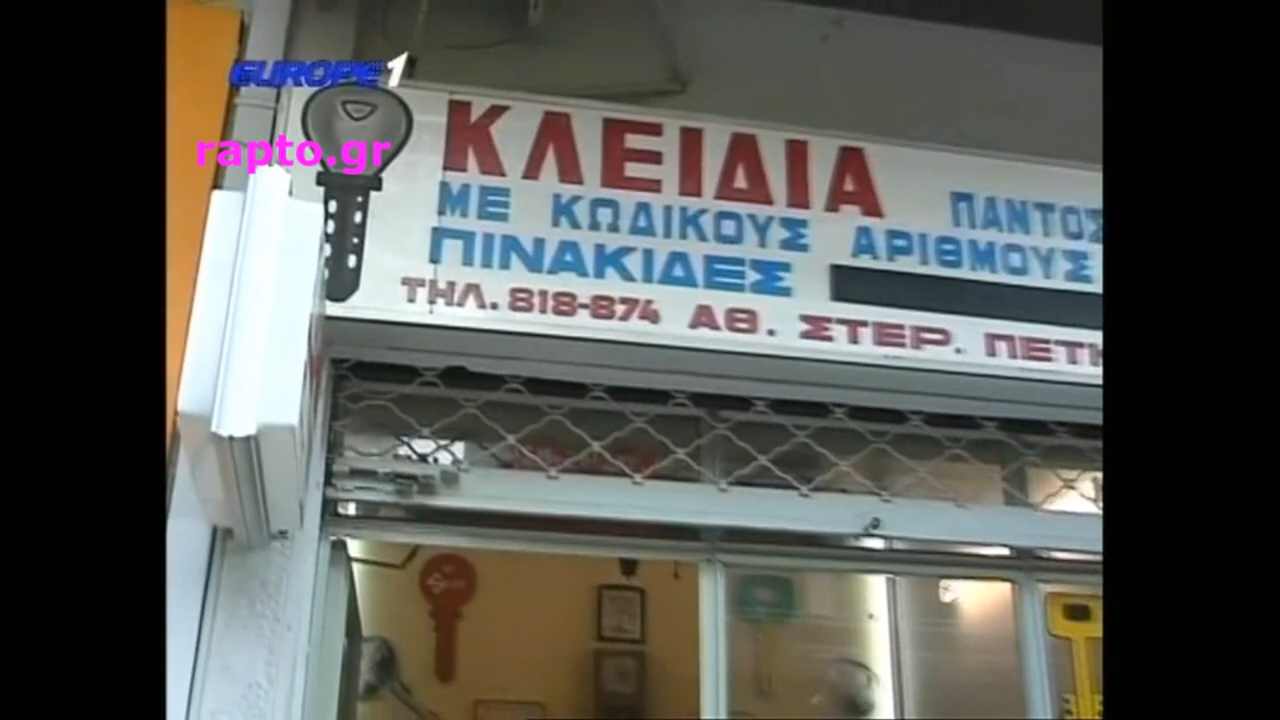 EUROPE 1
rapto.gr
ΚΛΕΙΔΙΑ
ΠΑΝΤΟΣ
ΜΕ ΚΩΔΙΚΟΥΣ ΑΡΙΘΜΟΥΣ
ΠΙΝΑΚΙΔΕΣ
ΤΗΛ. 818-874 ΑΘ. ΣΤΕΡ. ΠΕΤ